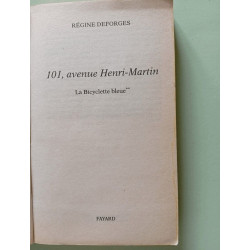 RÉGINE DEFORGES
101, avenue Henri-Martin
La Bicyclette bleue**
FAYARD